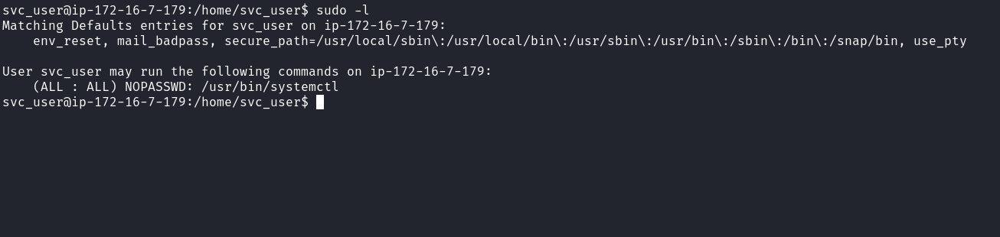 svc_user@ip-172-16-7-179:/home/svc_user$ sudo -l
Matching Defaults entries for svc_user on ip-172-16-7-179:
    env_reset, mail_badpass, secure_path=/usr/local/sbin\:/usr/local/bin\:/usr/sbin\:/usr/bin\:/sbin\:/bin\:/snap/bin, use_pty

User svc_user may run the following commands on ip-172-16-7-179:
    (ALL : ALL) NOPASSWD: /usr/bin/systemctl
svc_user@ip-172-16-7-179:/home/svc_user$